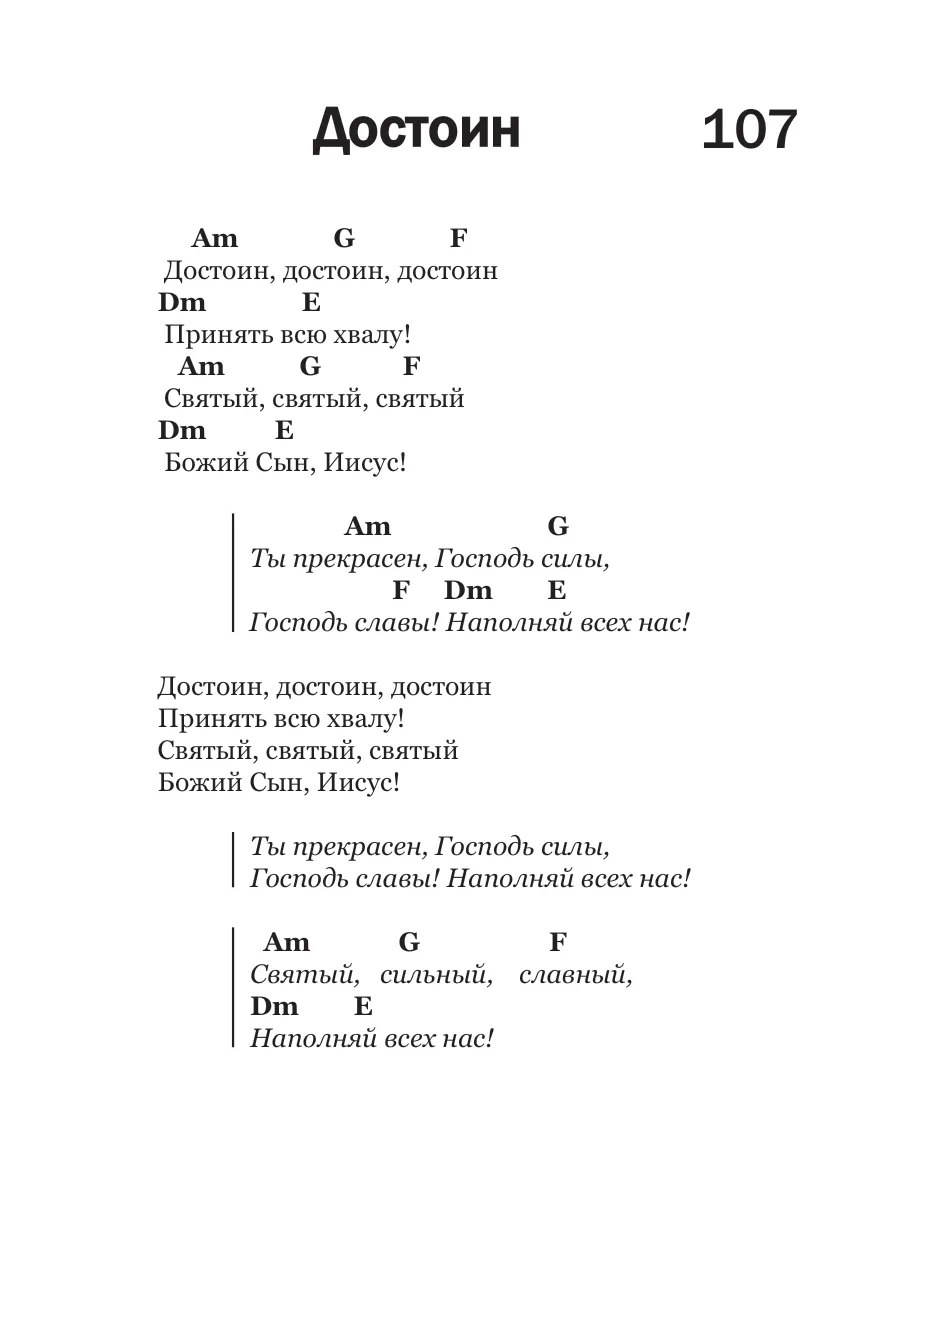 Достоин 107
Am G F
Достоин, достоин, достоин
Dm E
Принять всю хвалу!
Am G F
Святый, святый, святый
Dm E
Божий Сын, Иисус!
Am G
Ты прекрасен, Господь силы,
F Dm E
Господь славы! Наполняй всех нас!
Достоин, достоин, достоин
Принять всю хвалу!
Святый, святый, святый
Божий Сын, Иисус!
Ты прекрасен, Господь силы,
Господь славы! Наполняй всех нас!
Am G F
Святый, сильный, славный,
Dm E
Наполняй всех нас!